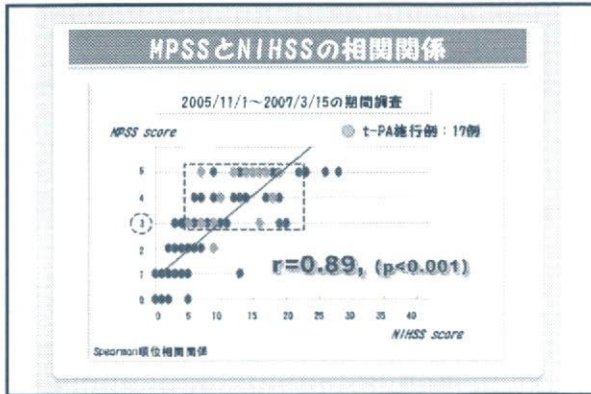 MPSSとNIHSSの相関関係
2005/11/1～2007/3/15の期間調査
MPSS score
t-PA施行例：17例
5
4
3
2
1
0
r=0.89, (p<0.001)
0 5 10 15 20 25 30 35 40
NIHSS score
Spearman順位相関関係